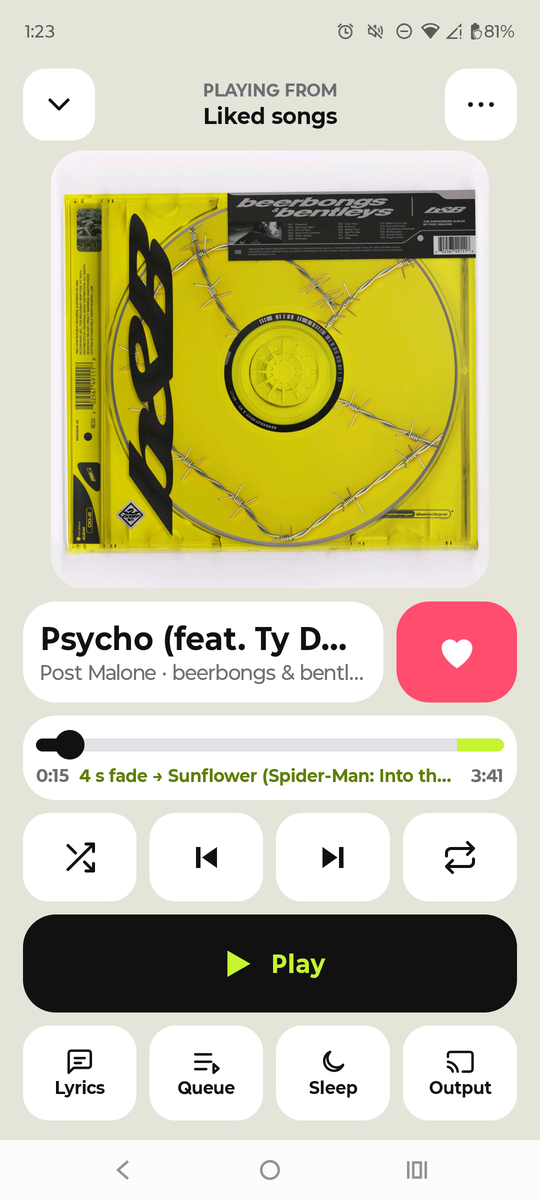 1:23
81%
PLAYING FROM
Liked songs
beerbongs
& bentleys
b&b
Psycho (feat. Ty D...
Post Malone · beerbongs & bentl...
0:15 4 s fade → Sunflower (Spider-Man: Into th... 3:41
Play
Lyrics Queue Sleep Output